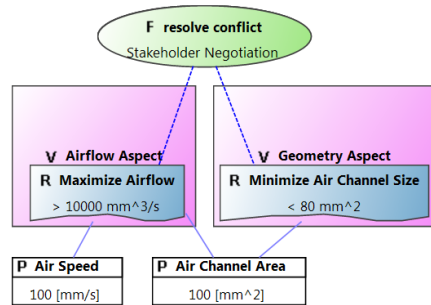 F resolve conflict
Stakeholder Negotiation
V Airflow Aspect
R Maximize Airflow
> 10000 mm^3/s
V Geometry Aspect
R Minimize Air Channel Size
< 80 mm^2
P Air Speed
100 [mm/s]
P Air Channel Area
100 [mm^2]